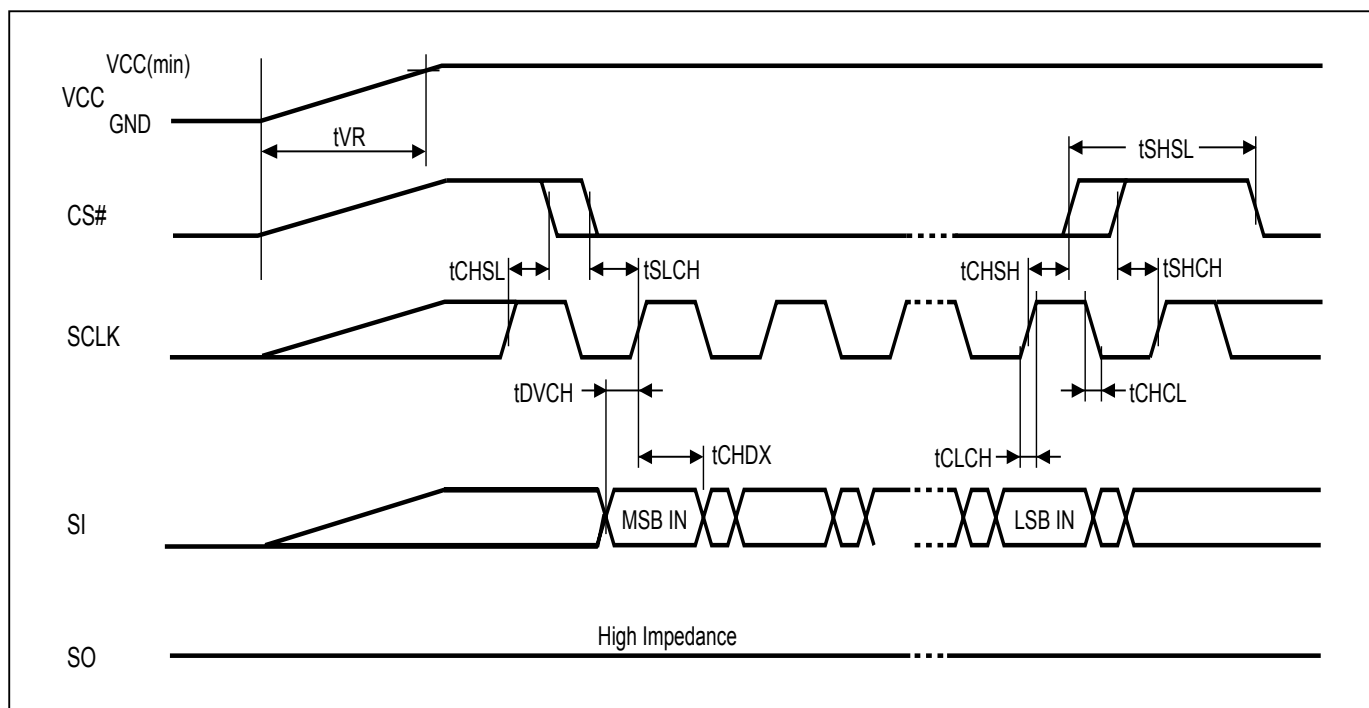 VCC(min)
VCC
GND
tVR
tSHSL
CS#
tCHSL
tSLCH
tCHSH
tSHCH
SCLK
tDVCH
tCHCL
tCHDX
tCLCH
SI
MSB IN
LSB IN
High Impedance
SO